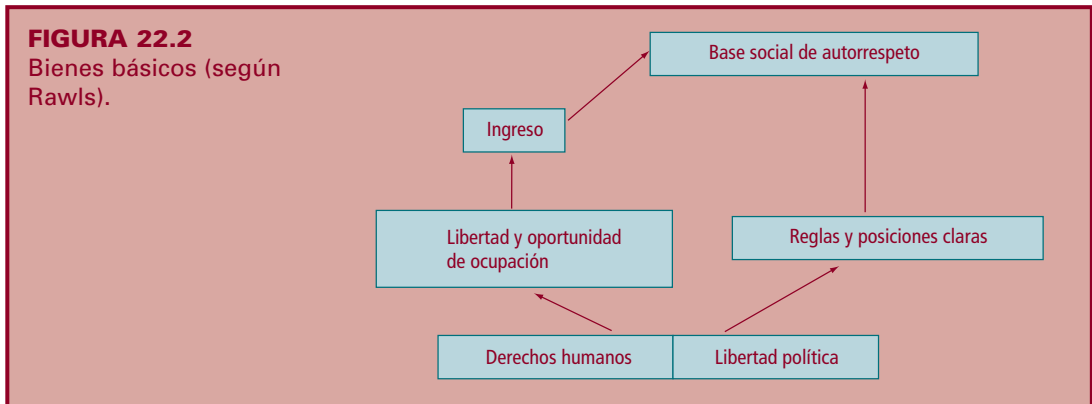 FIGURA 22.2
Bienes básicos (según
Rawls).
Base social de autorrespeto
Ingreso
Libertad y oportunidad
de ocupación
Reglas y posiciones claras
Derechos humanos
Libertad política